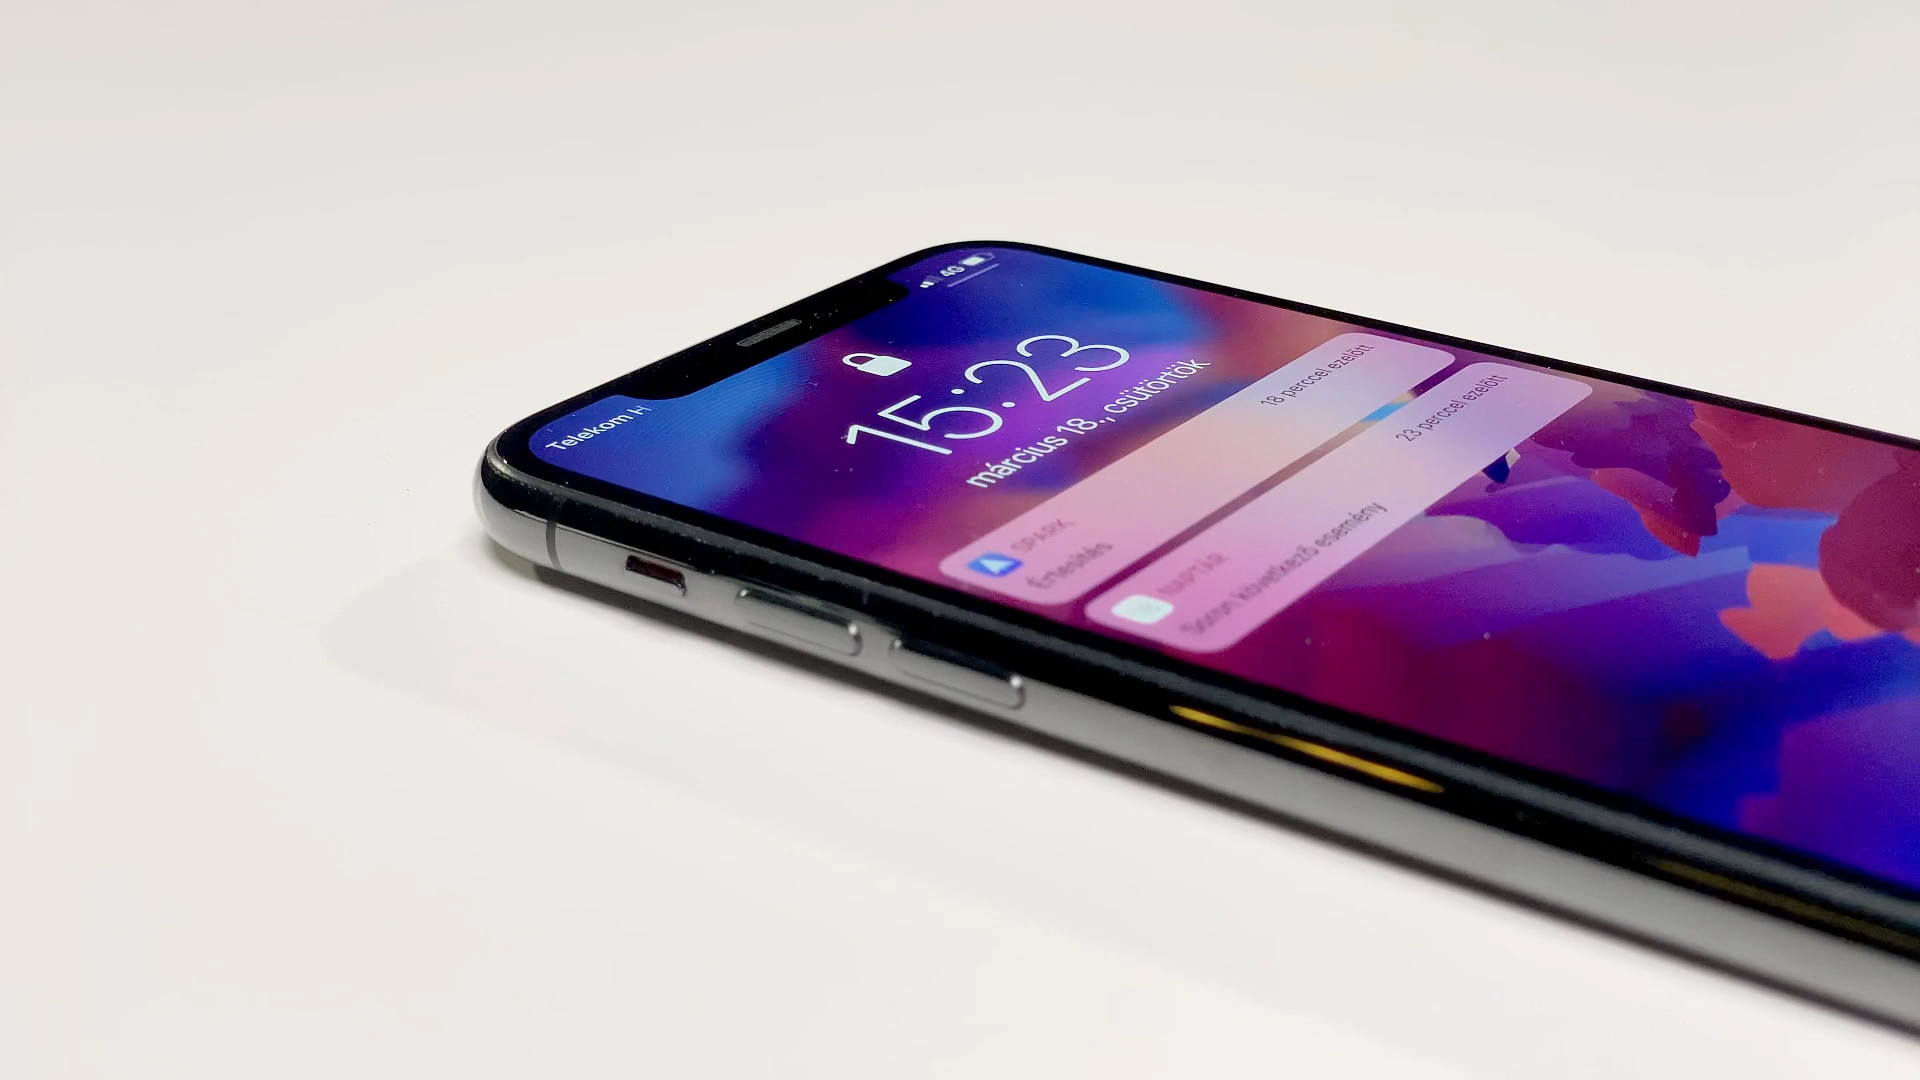 Telekom H
4G
15:23
március 18., csütörtök
SPARK
18 perccel ezelőtt
Értesítés
NAPTÁR
23 perccel ezelőtt
Soron következő esemény